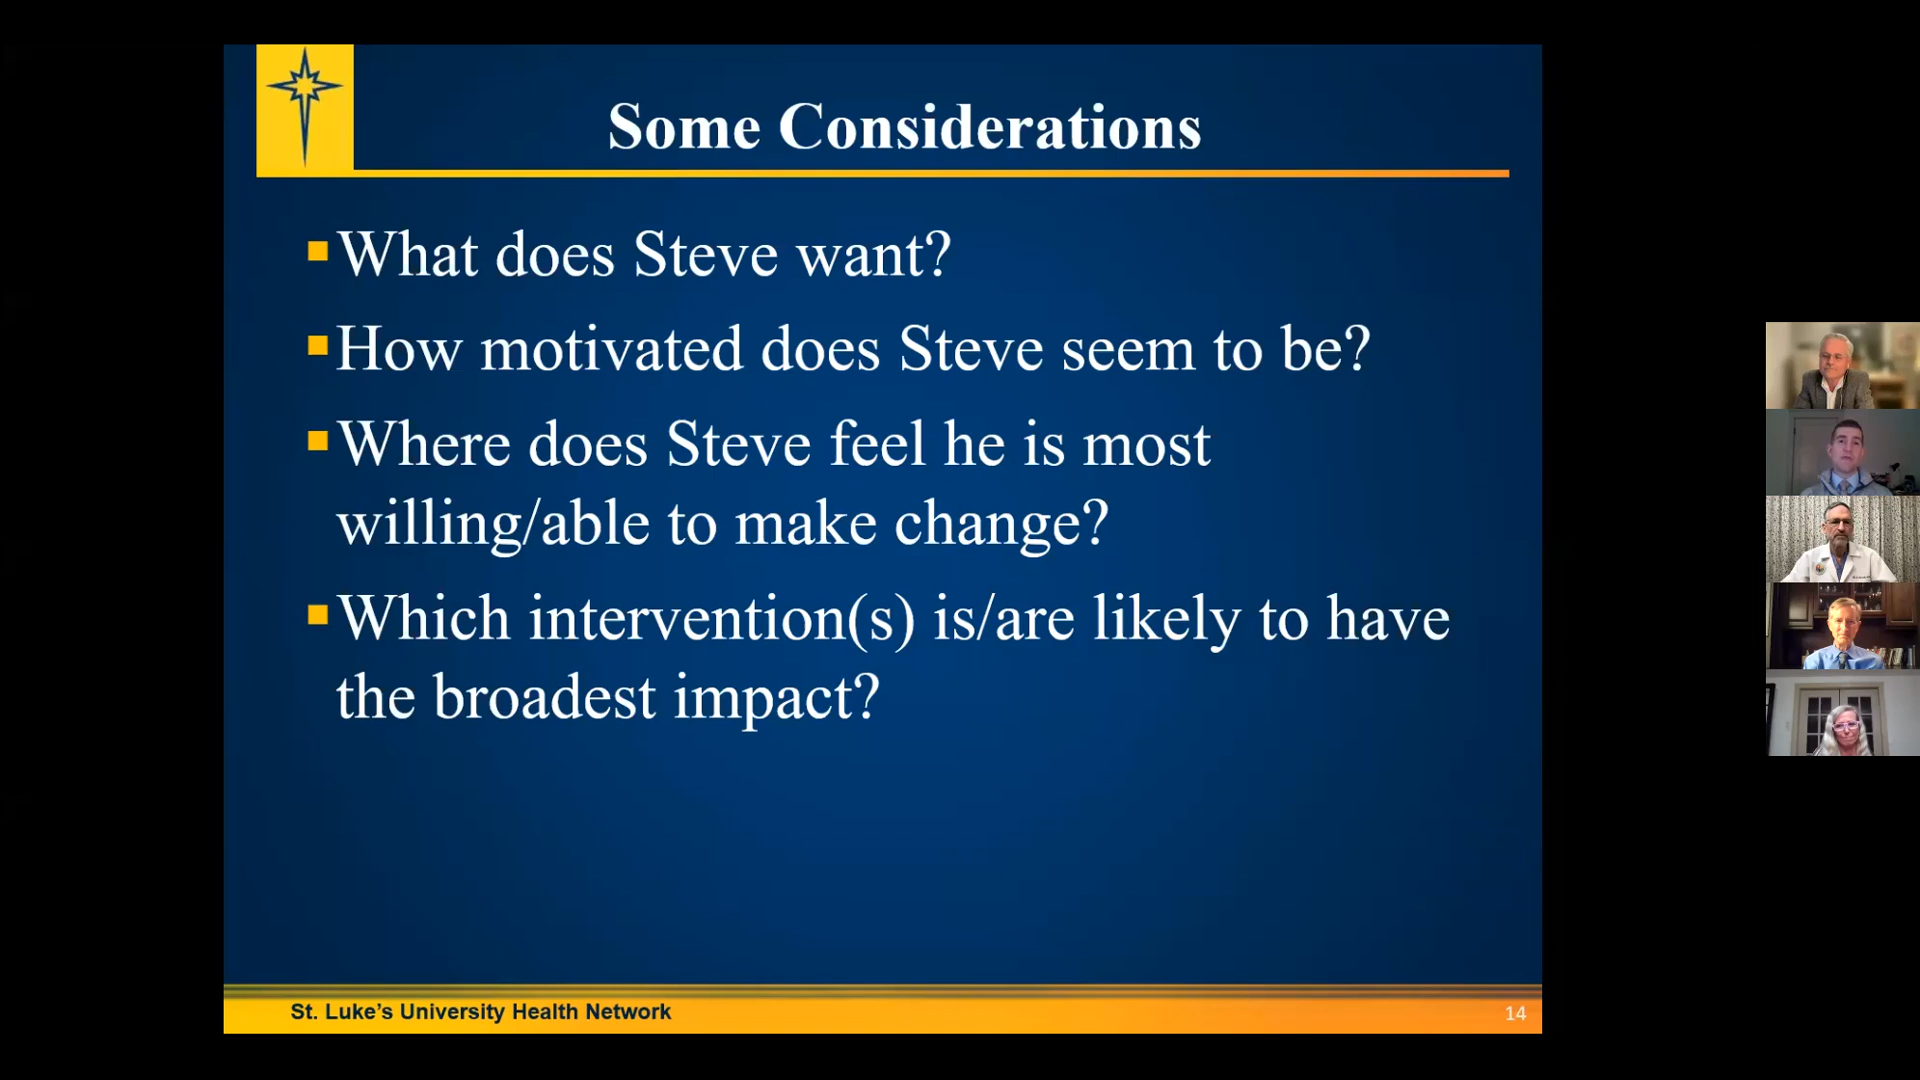 Some Considerations
What does Steve want?
How motivated does Steve seem to be?
Where does Steve feel he is most
willing/able to make change?
Which intervention(s) is/are likely to have
the broadest impact?
St. Luke’s University Health Network
14